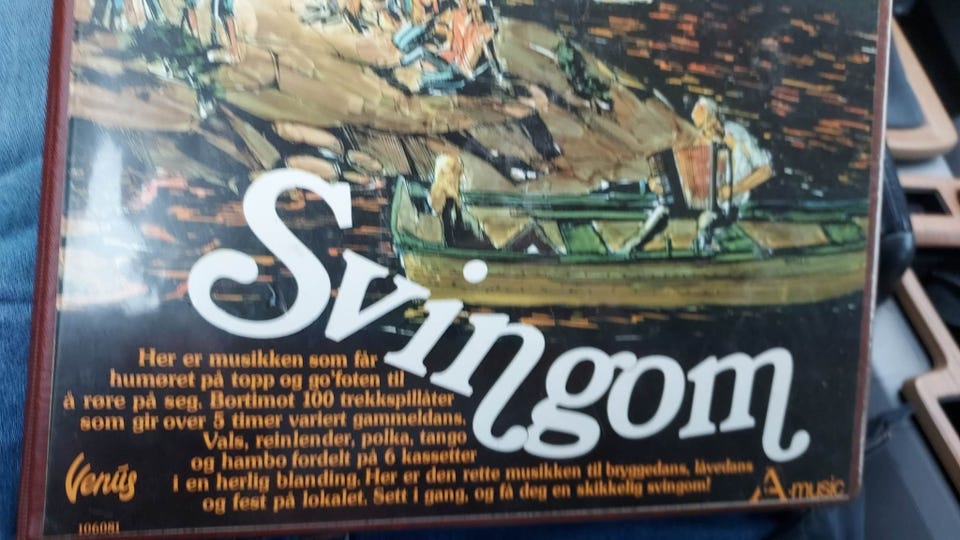 Svingom
Her er musikken som får
humøret på topp og go'foten til
å røre på seg. Bortimot 100 trekkspillåter
som gir over 5 timer variert gammeldans.
Vals, reinlender, polka, tango
og hambo fordelt på 6 kassetter
i en herlig blanding. Her er den rette musikken til bryggedans, låvedans
og fest på lokalet. Sett i gang, og få deg en skikkelig svingom!
Venüs
A-music
106081